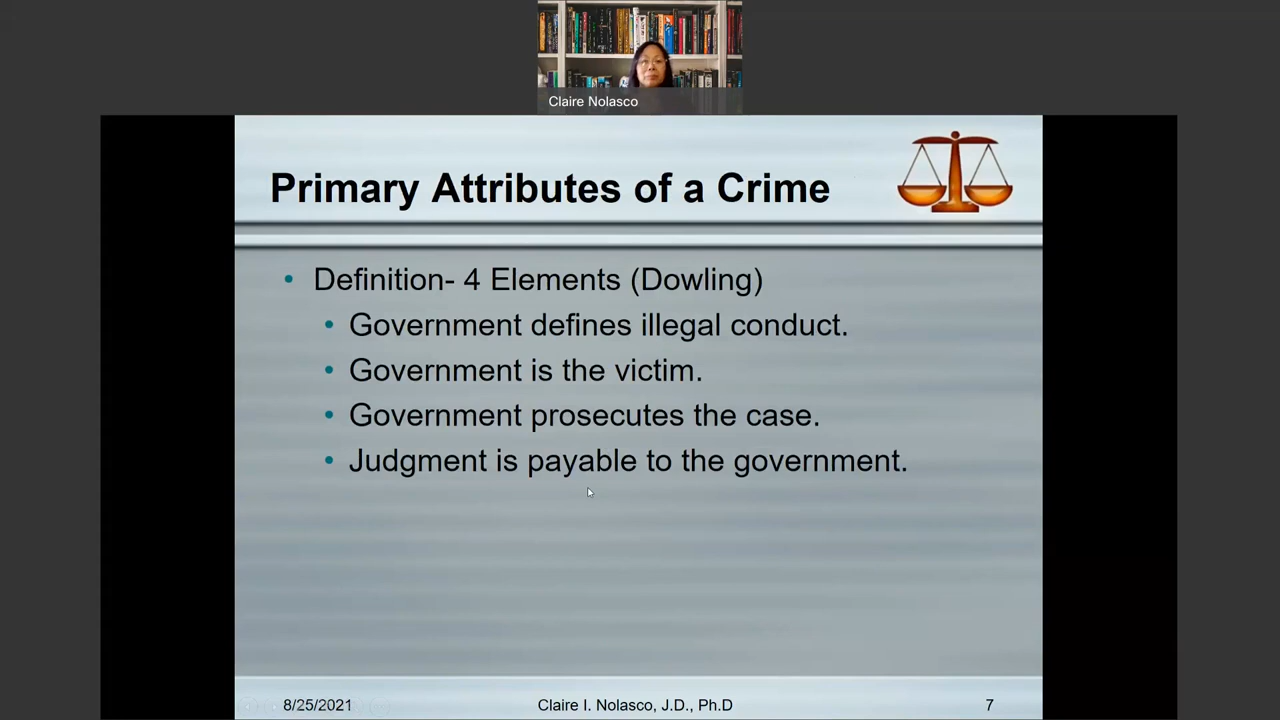 Claire Nolasco
Primary Attributes of a Crime
Definition- 4 Elements (Dowling)
Government defines illegal conduct.
Government is the victim.
Government prosecutes the case.
Judgment is payable to the government.
8/25/2021
Claire I. Nolasco, J.D., Ph.D
7